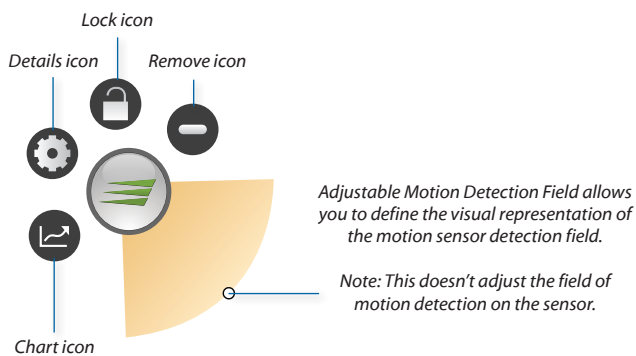 Lock icon
Details icon
Remove icon
Adjustable Motion Detection Field allows
you to define the visual representation of
the motion sensor detection field.
Note: This doesn't adjust the field of
motion detection on the sensor.
Chart icon